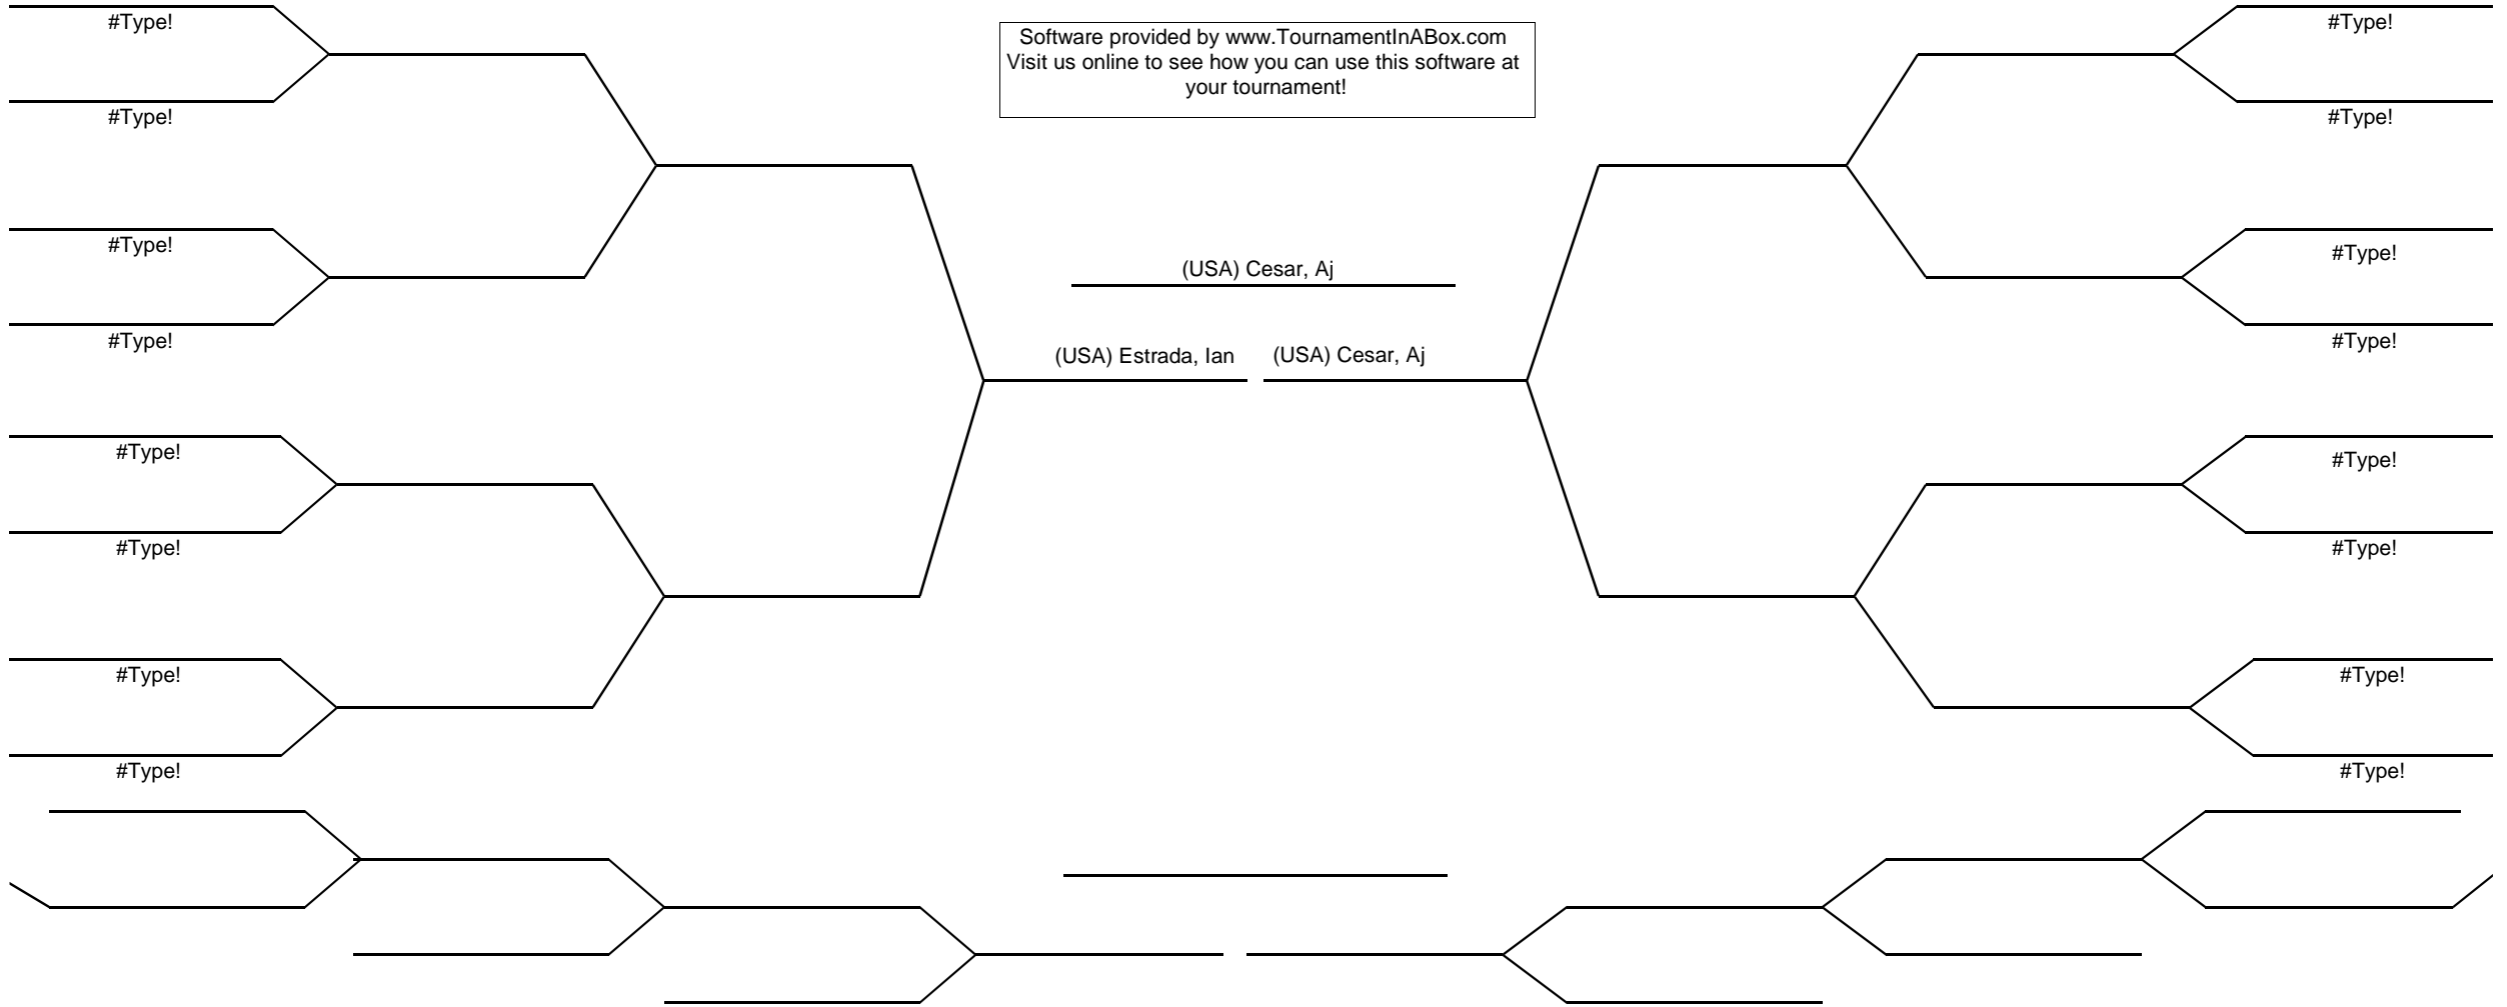 #Type!
#Type!
Software provided by www.TournamentInABox.com
Visit us online to see how you can use this software at
your tournament!
#Type!
#Type!
#Type!
#Type!
(USA) Cesar, Aj
#Type!
#Type!
(USA) Estrada, Ian
(USA) Cesar, Aj
#Type!
#Type!
#Type!
#Type!
#Type!
#Type!
#Type!
#Type!